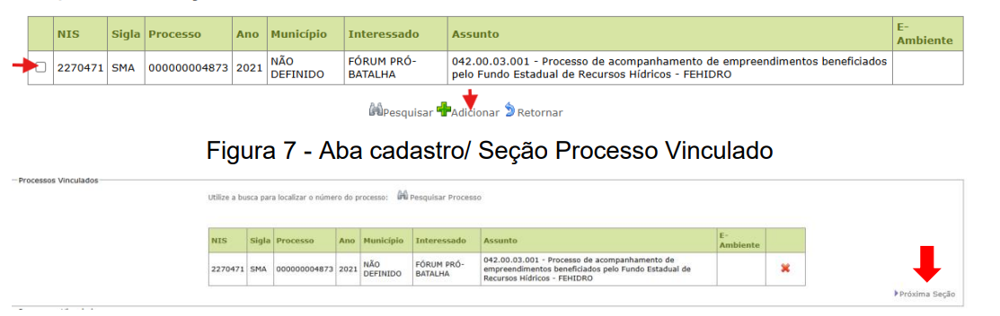 NIS Sigla Processo Ano Município Interessado Assunto E-
Ambiente
2270471 SMA 000000004873 2021 NÃO DEFINIDO FÓRUM PRÓ-BATALHA 042.00.03.001 - Processo de acompanhamento de empreendimentos beneficiados
pelo Fundo Estadual de Recursos Hídricos - FEHIDRO
Pesquisar Adicionar Retornar
Figura 7 - Aba cadastro/ Seção Processo Vinculado
Processos Vinculados
Utilize a busca para localizar o número do processo: Pesquisar Processo
NIS Sigla Processo Ano Município Interessado Assunto E-
Ambiente
2270471 SMA 000000004873 2021 NÃO DEFINIDO FÓRUM PRÓ-BATALHA 042.00.03.001 - Processo de acompanhamento de
empreendimentos beneficiados pelo Fundo Estadual de
Recursos Hídricos - FEHIDRO
Próxima Seção